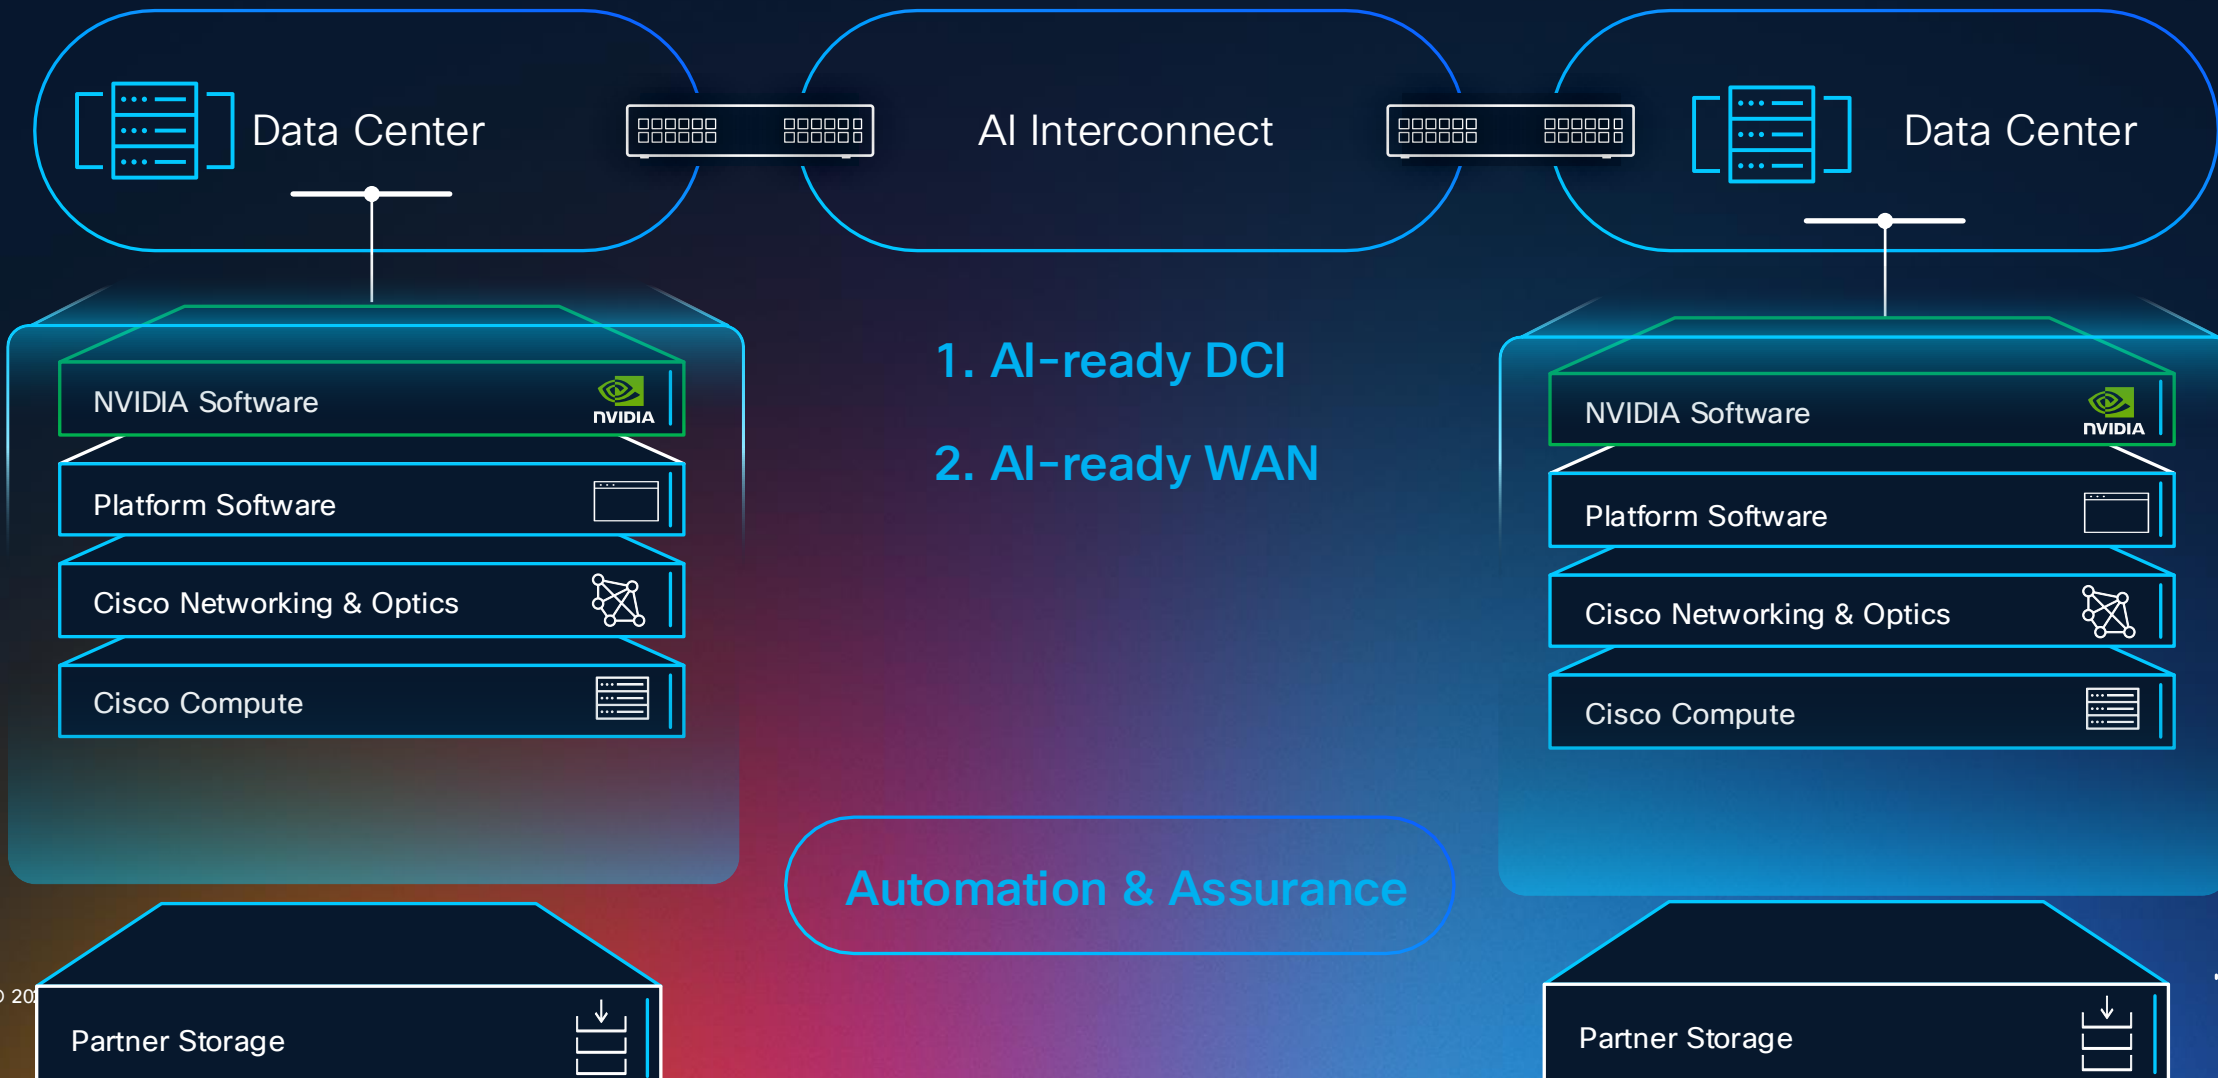 Data Center
AI Interconnect
Data Center
NVIDIA Software
NVIDIA
Platform Software
Cisco Networking & Optics
Cisco Compute
1. AI-ready DCI
2. AI-ready WAN
NVIDIA Software
NVIDIA
Platform Software
Cisco Networking & Optics
Cisco Compute
Automation & Assurance
Partner Storage
Partner Storage